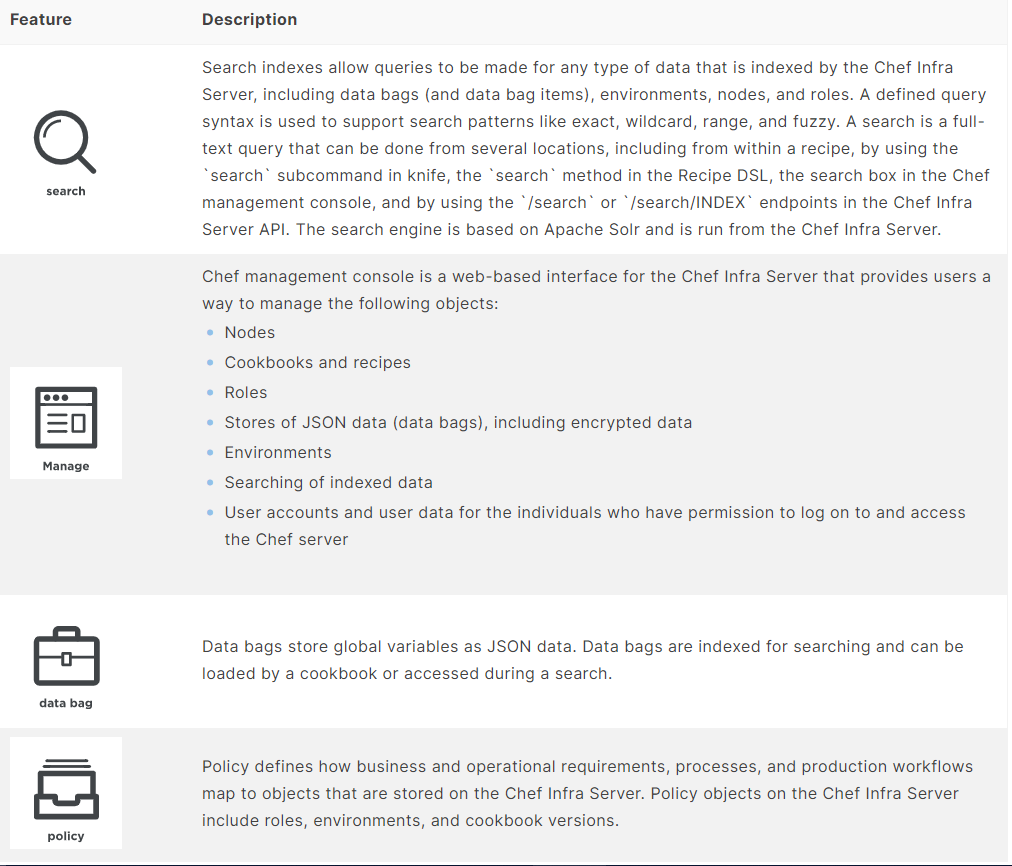 Feature Description
Search indexes allow queries to be made for any type of data that is indexed by the Chef Infra
Server, including data bags (and data bag items), environments, nodes, and roles. A defined query
syntax is used to support search patterns like exact, wildcard, range, and fuzzy. A search is a full-
text query that can be done from several locations, including from within a recipe, by using the
`search` subcommand in knife, the `search` method in the Recipe DSL, the search box in the Chef
management console, and by using the `/search` or `/search/INDEX` endpoints in the Chef Infra
Server API. The search engine is based on Apache Solr and is run from the Chef Infra Server.
search
Chef management console is a web-based interface for the Chef Infra Server that provides users a
way to manage the following objects:
Nodes
Cookbooks and recipes
Roles
Stores of JSON data (data bags), including encrypted data
Environments
Searching of indexed data
User accounts and user data for the individuals who have permission to log on to and access
the Chef server
Manage
Data bags store global variables as JSON data. Data bags are indexed for searching and can be
loaded by a cookbook or accessed during a search.
data bag
Policy defines how business and operational requirements, processes, and production workflows
map to objects that are stored on the Chef Infra Server. Policy objects on the Chef Infra Server
include roles, environments, and cookbook versions.
policy